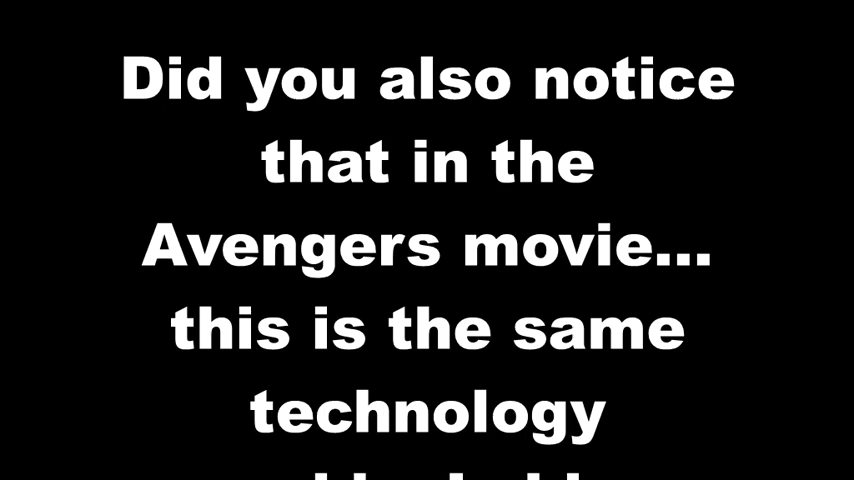 Did you also notice
that in the
Avengers movie...
this is the same
technology